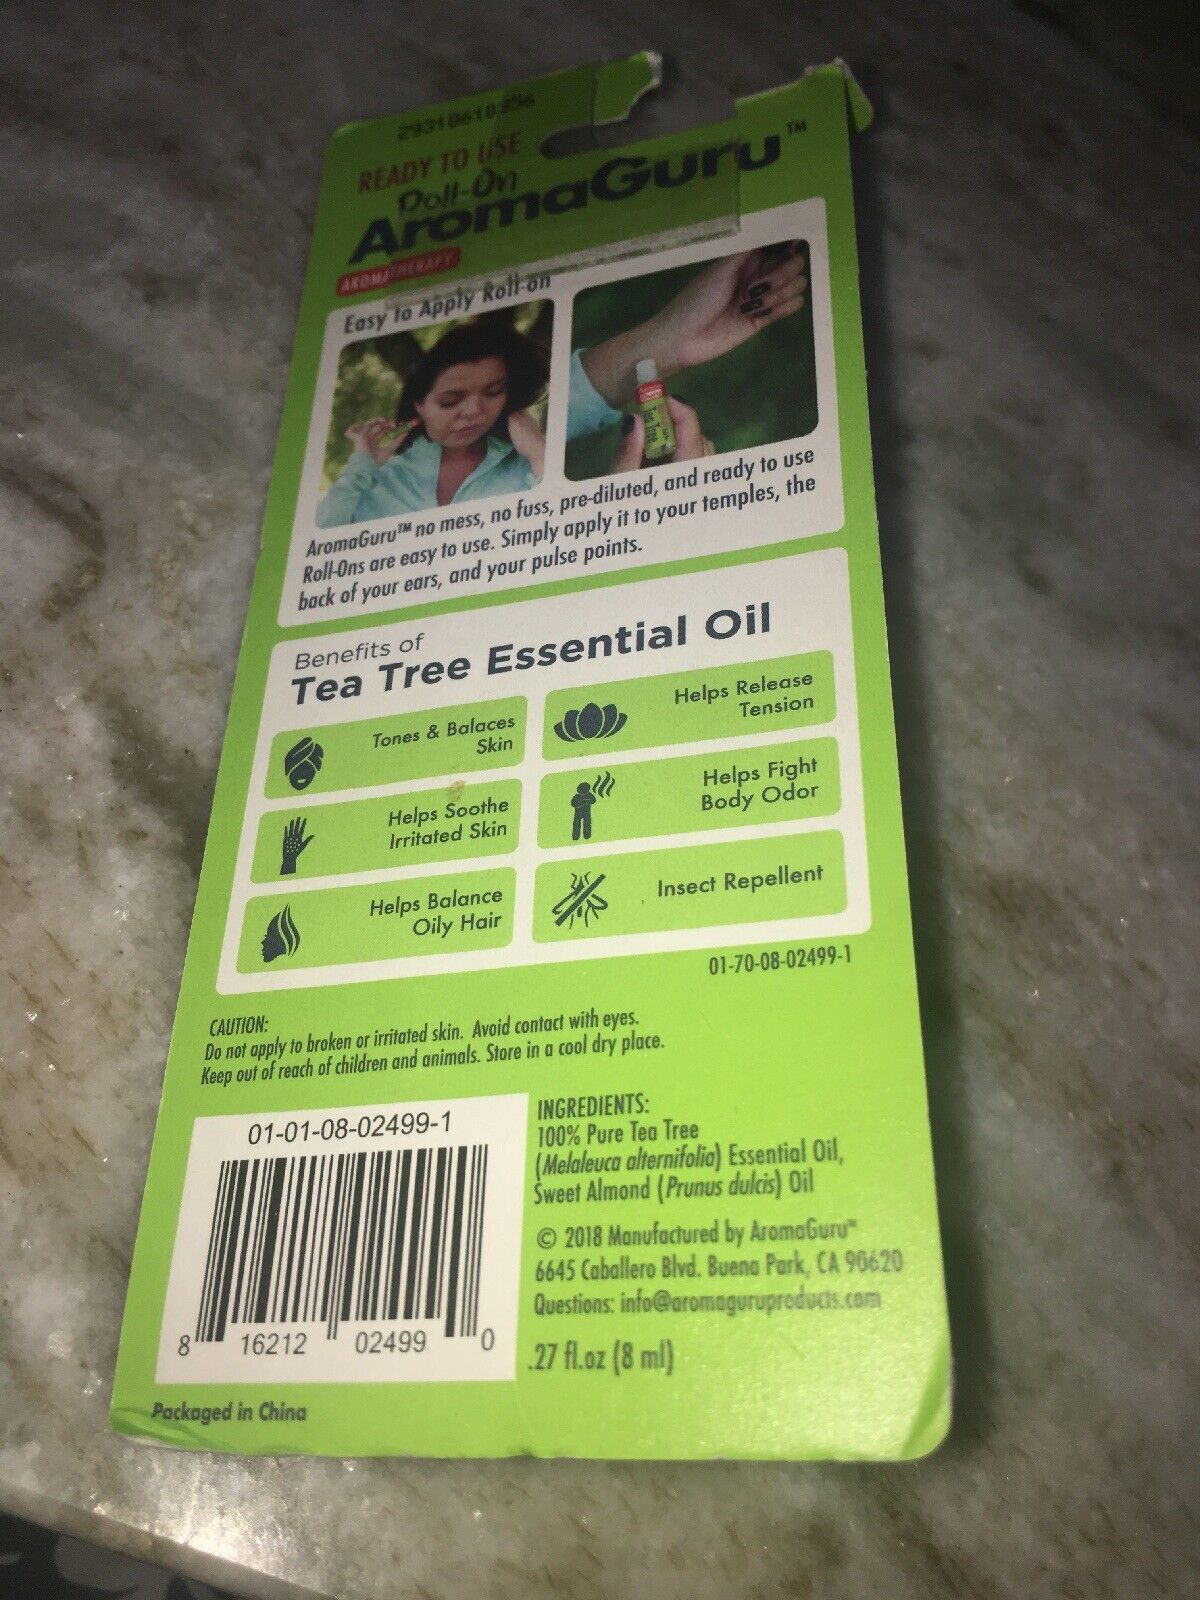 29318610356
READY TO USE
Roll-On
AromaGuru™
AROMATHERAPY
Easy to Apply Roll-on
Tea Tree
AromaGuru™ no mess, no fuss, pre-diluted, and ready to use
Roll-Ons are easy to use. Simply apply it to your temples, the
back of your ears, and your pulse points.
Benefits of
Tea Tree Essential Oil
Tones & Balaces
Skin
Helps Release
Tension
Helps Soothe
Irritated Skin
Helps Fight
Body Odor
Helps Balance
Oily Hair
Insect Repellent
01-70-08-02499-1
CAUTION:
Do not apply to broken or irritated skin. Avoid contact with eyes.
Keep out of reach of children and animals. Store in a cool dry place.
01-01-08-02499-1
8 16212 02499 0
Packaged in China
INGREDIENTS:
100% Pure Tea Tree
(Melaleuca alternifolia) Essential Oil,
Sweet Almond (Prunus dulcis) Oil
© 2018 Manufactured by AromaGuru™
6645 Caballero Blvd. Buena Park, CA 90620
Questions: info@aromaguruproducts.com
.27 fl.oz (8 ml)